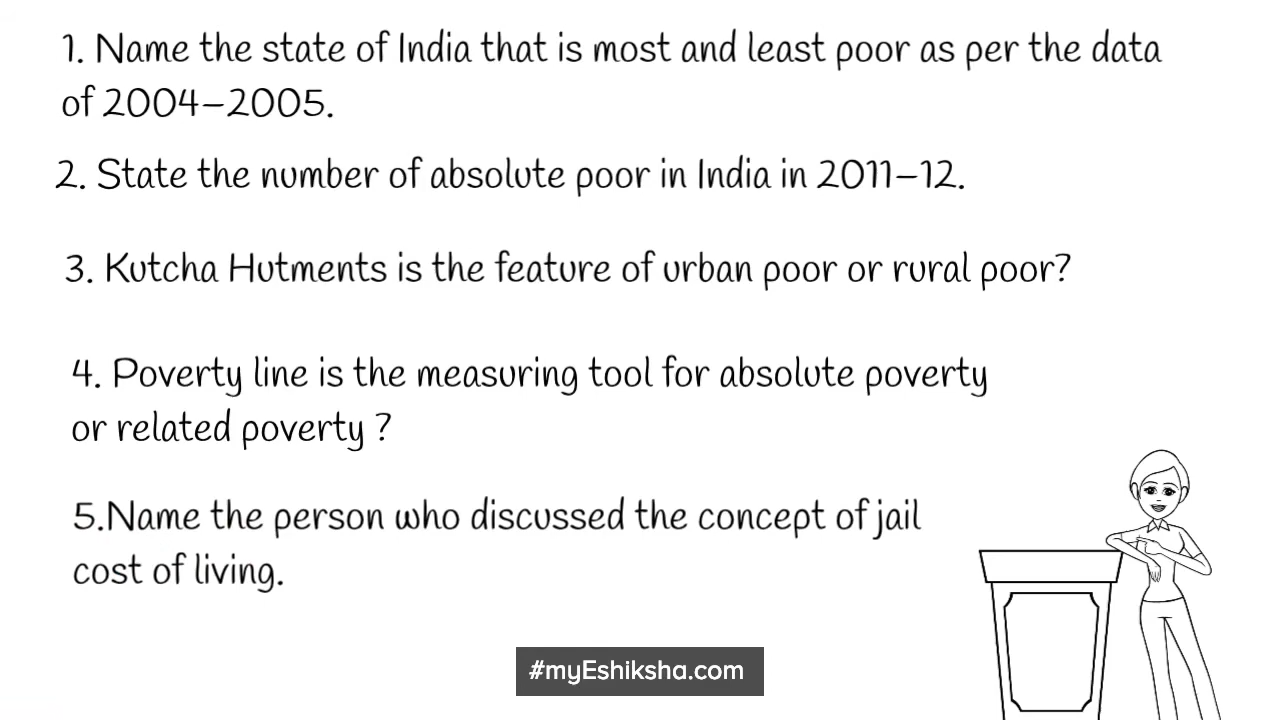 1. Name the state of India that is most and least poor as per the data
of 2004–2005.
2. State the number of absolute poor in India in 2011–12.
3. Kutcha Hutments is the feature of urban poor or rural poor?
4. Poverty line is the measuring tool for absolute poverty
or related poverty ?
5.Name the person who discussed the concept of jail
cost of living.
#myEshiksha.com